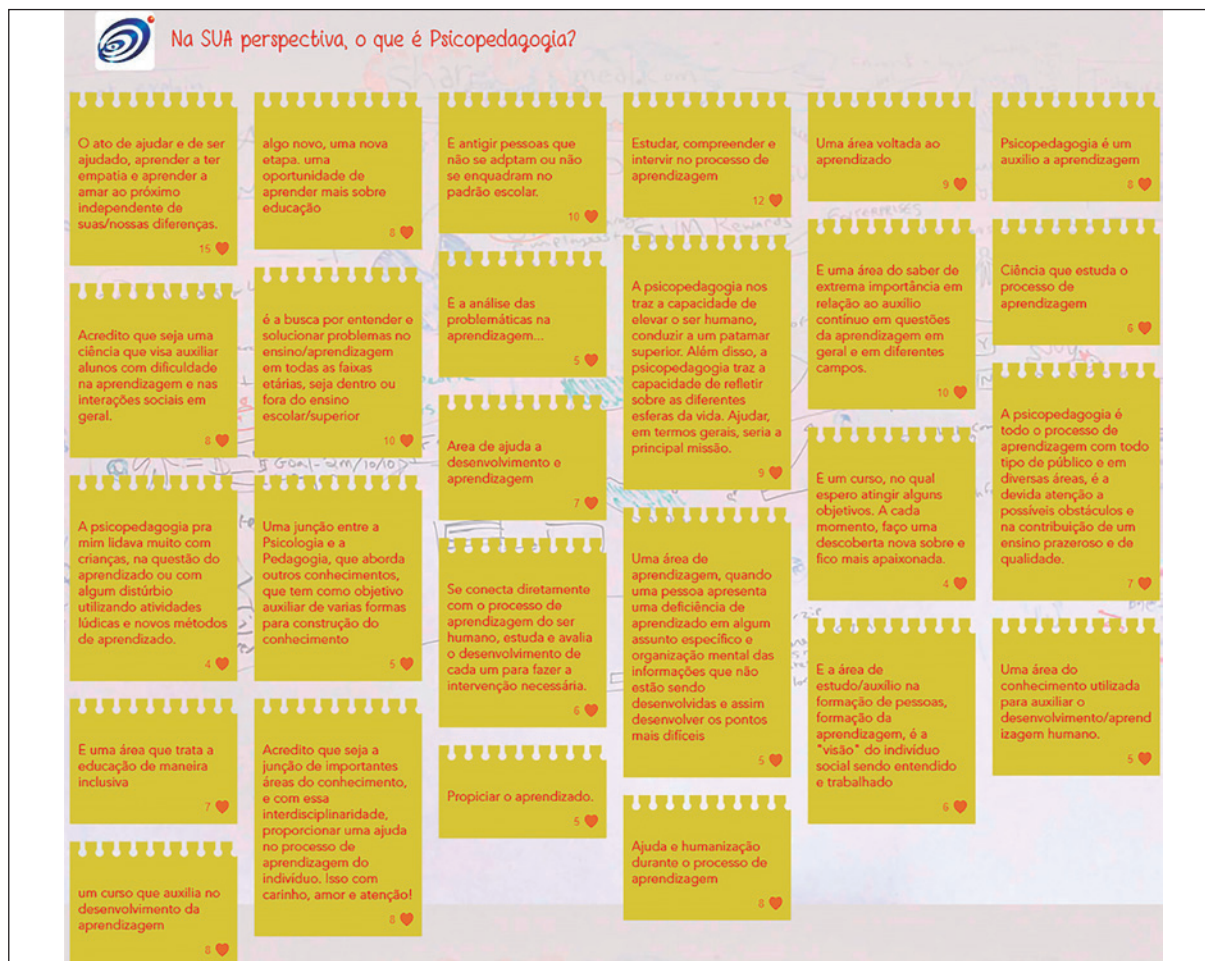 Na SUA perspectiva, o que é Psicopedagogia?
O ato de ajudar e de ser
ajudado, aprender a ter
empatia e aprender a
amar ao próximo
independente de
suas/nossas diferenças.
15
Acredito que seja uma
ciência que visa auxiliar
alunos com dificuldade
na aprendizagem e nas
interações sociais em
geral.
8
A psicopedagogia pra
mim lidava muito com
crianças, na questão do
aprendizado ou com
algum distúrbio
utilizando atividades
lúdicas e novos métodos
de aprendizado.
4
E uma área que trata a
educação de maneira
inclusiva
7
um curso que auxilia no
desenvolvimento da
aprendizagem
8
algo novo, uma nova
etapa. uma
oportunidade de
aprender mais sobre
educação
8
é a busca por entender e
solucionar problemas no
ensino/aprendizagem
em todas as faixas
etárias, seja dentro ou
fora do ensino
escolar/superior
10
Uma junção entre a
Psicologia e a
Pedagogia, que aborda
outros conhecimentos,
que tem como objetivo
auxiliar de varias formas
para construção do
conhecimento
5
Acredito que seja a
junção de importantes
áreas do conhecimento,
e com essa
interdisciplinaridade,
proporcionar uma ajuda
no processo de
aprendizagem do
indivíduo. Isso com
carinho, amor e atenção!
8
E antigir pessoas que
não se adptam ou não
se enquadram no
padrão escolar.
10
E a análise das
problemáticas na
aprendizagem...
5
Area de ajuda a
desenvolvimento e
aprendizagem
7
Se conecta diretamente
com o processo de
aprendizagem do ser
humano, estuda e avalia
o desenvolvimento de
cada um para fazer a
intervenção necessária.
6
Propiciar o aprendizado.
5
Estudar, compreender e
intervir no processo de
aprendizagem
12
A psicopedagogia nos
traz a capacidade de
elevar o ser humano,
conduzir a um patamar
superior. Além disso, a
psicopedagogia traz a
capacidade de refletir
sobre as diferentes
esferas da vida. Ajudar,
em termos gerais, seria a
principal missão.
9
Uma área de
aprendizagem, quando
uma pessoa apresenta
uma deficiência de
aprendizado em algum
assunto específico e
organização mental das
informações que não
estão sendo
desenvolvidas e assim
desenvolver os pontos
mais difíceis
5
Ajuda e humanização
durante o processo de
aprendizagem
8
Uma área voltada ao
aprendizado
9
E uma área do saber de
extrema importância em
relação ao auxílio
contínuo em questões
da aprendizagem em
geral e em diferentes
campos.
10
E um curso, no qual
espero atingir alguns
objetivos. A cada
momento, faço uma
descoberta nova sobre e
fico mais apaixonada.
4
E a área de
estudo/auxílio na
formação de pessoas,
formação da
aprendizagem, é a
"visão" do indivíduo
social sendo entendido
e trabalhado
6
Psicopedagogia é um
auxilio a aprendizagem
8
Ciência que estuda o
processo de
aprendizagem
6
A psicopedagogia é
todo o processo de
aprendizagem com todo
tipo de público e em
diversas áreas, é a
devida atenção a
possíveis obstáculos e
na contribuição de um
ensino prazeroso e de
qualidade.
7
Uma área do
conhecimento utilizada
para auxiliar o
desenvolvimento/aprend
izagem humano.
5